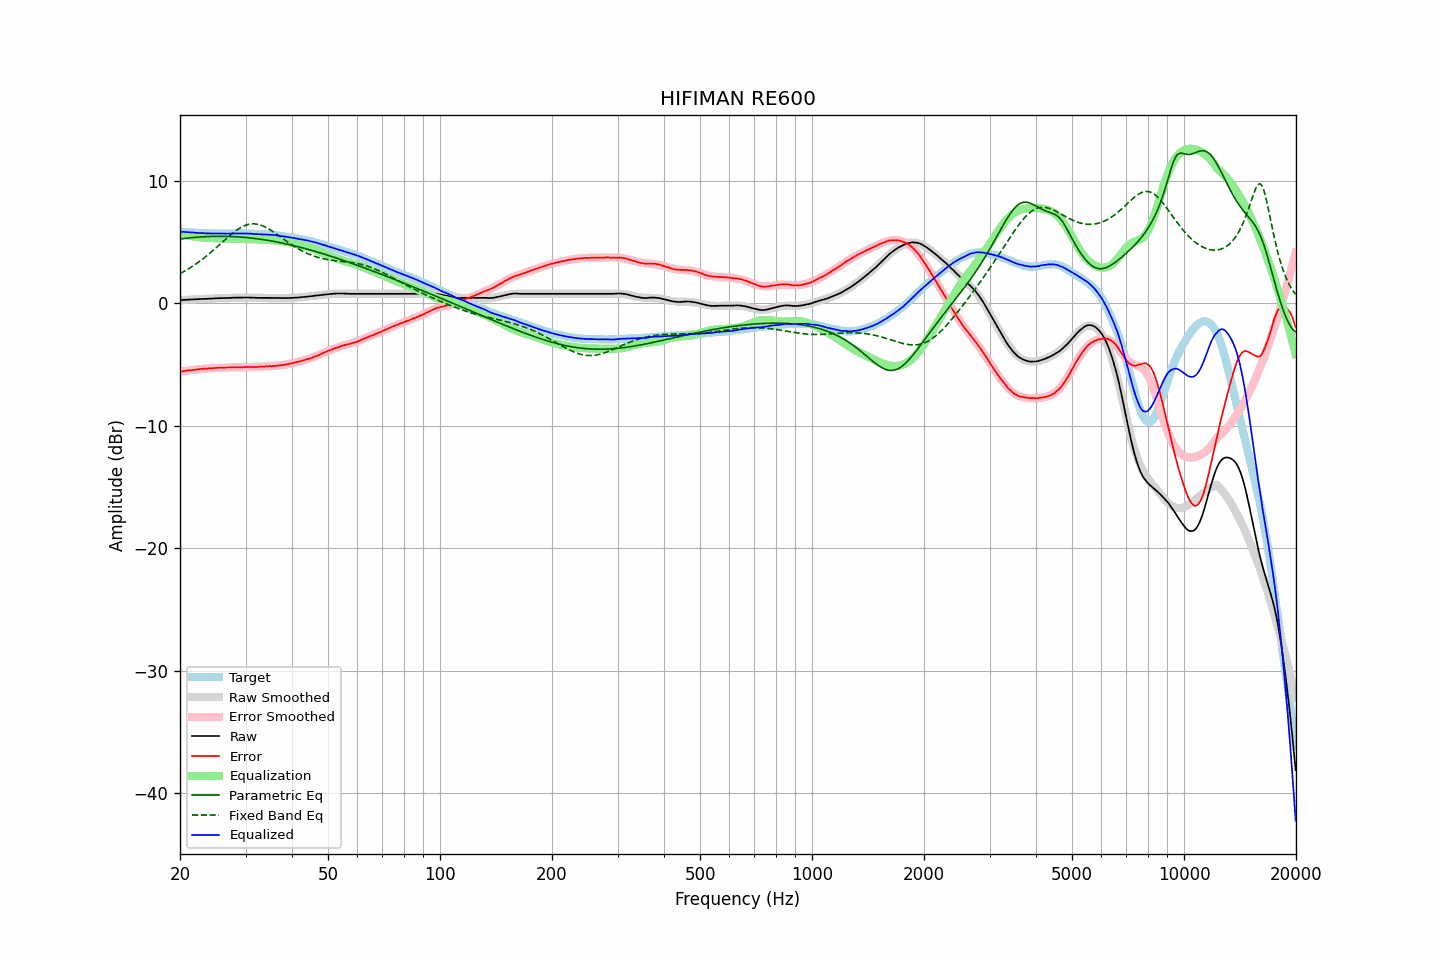 HIFIMAN RE600
10
0
−10
−20
−30
−40
Amplitude (dBr)
Target
Raw Smoothed
Error Smoothed
Raw
Error
Equalization
Parametric Eq
Fixed Band Eq
Equalized
20 50 100 200 500 1000 2000 5000 10000 20000
Frequency (Hz)